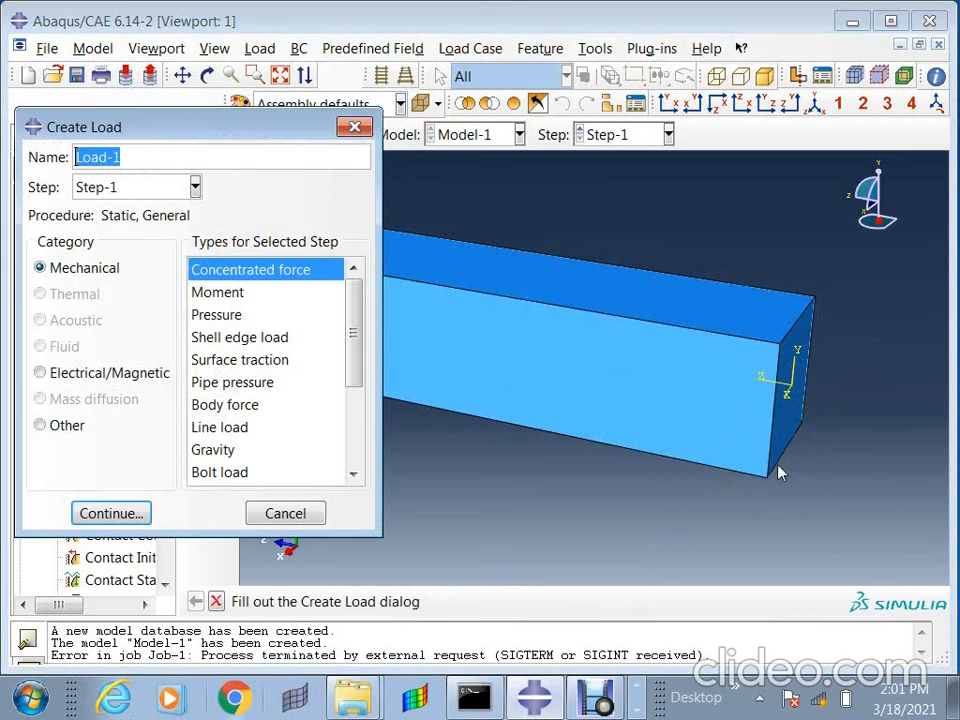 Abaqus/CAE 6.14-2 [Viewport: 1]
File Model Viewport View Load BC Predefined Field Load Case Feature Tools Plug-ins Help
All
Assembly defaults
1 2 3 4
Create Load
Model: Model-1 Step: Step-1
Name: Load-1
Step: Step-1
Procedure: Static, General
Category
Mechanical
Thermal
Acoustic
Fluid
Electrical/Magnetic
Mass diffusion
Other
Types for Selected Step
Concentrated force
Moment
Pressure
Shell edge load
Surface traction
Pipe pressure
Body force
Line load
Gravity
Bolt load
Continue...
Cancel
Y
Z
X
Y
Z
X
Z
X
Contact Init
Contact Sta
Fill out the Create Load dialog
SIMULIA
A new model database has been created.
The model "Model-1" has been created.
Error in job Job-1: Process terminated by external request (SIGTERM or SIGINT received).
clideo.com
Desktop
2:01 PM
3/18/2021